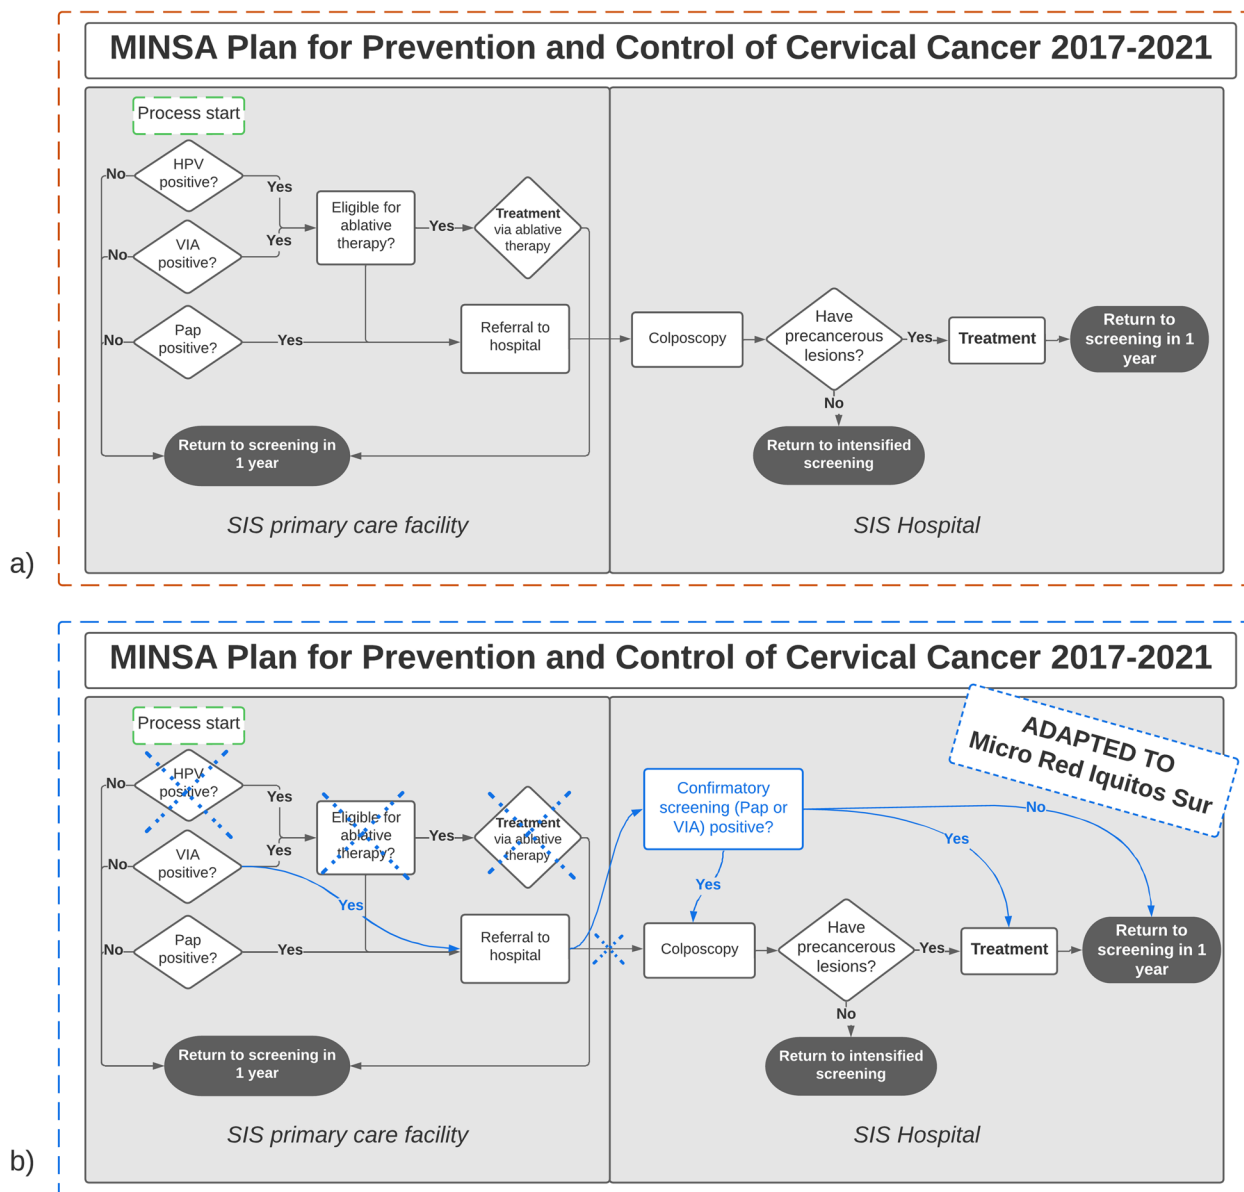 MINSA Plan for Prevention and Control of Cervical Cancer 2017-2021
Process start
HPV
positive?
No
Yes
VIA
positive?
No
Yes
Pap
positive?
No
Yes
Eligible for
ablative
therapy?
Yes
Treatment
via ablative
therapy
Referral to
hospital
Return to screening in
1 year
SIS primary care facility
Colposcopy
Have
precancerous
lesions?
Yes
No
Treatment
Return to
screening in 1
year
Return to intensified
screening
SIS Hospital
a)
MINSA Plan for Prevention and Control of Cervical Cancer 2017-2021
ADAPTED TO
Micro Red Iquitos Sur
Process start
HPV
positive?
No
Yes
VIA
positive?
No
Yes
Yes
Pap
positive?
No
Yes
Eligible for
ablative
therapy?
Yes
Treatment
via ablative
therapy
Referral to
hospital
Return to screening in
1 year
SIS primary care facility
Confirmatory
screening (Pap or
VIA) positive?
No
Yes
Yes
Colposcopy
Have
precancerous
lesions?
Yes
No
Treatment
Return to
screening in 1
year
Return to intensified
screening
SIS Hospital
b)